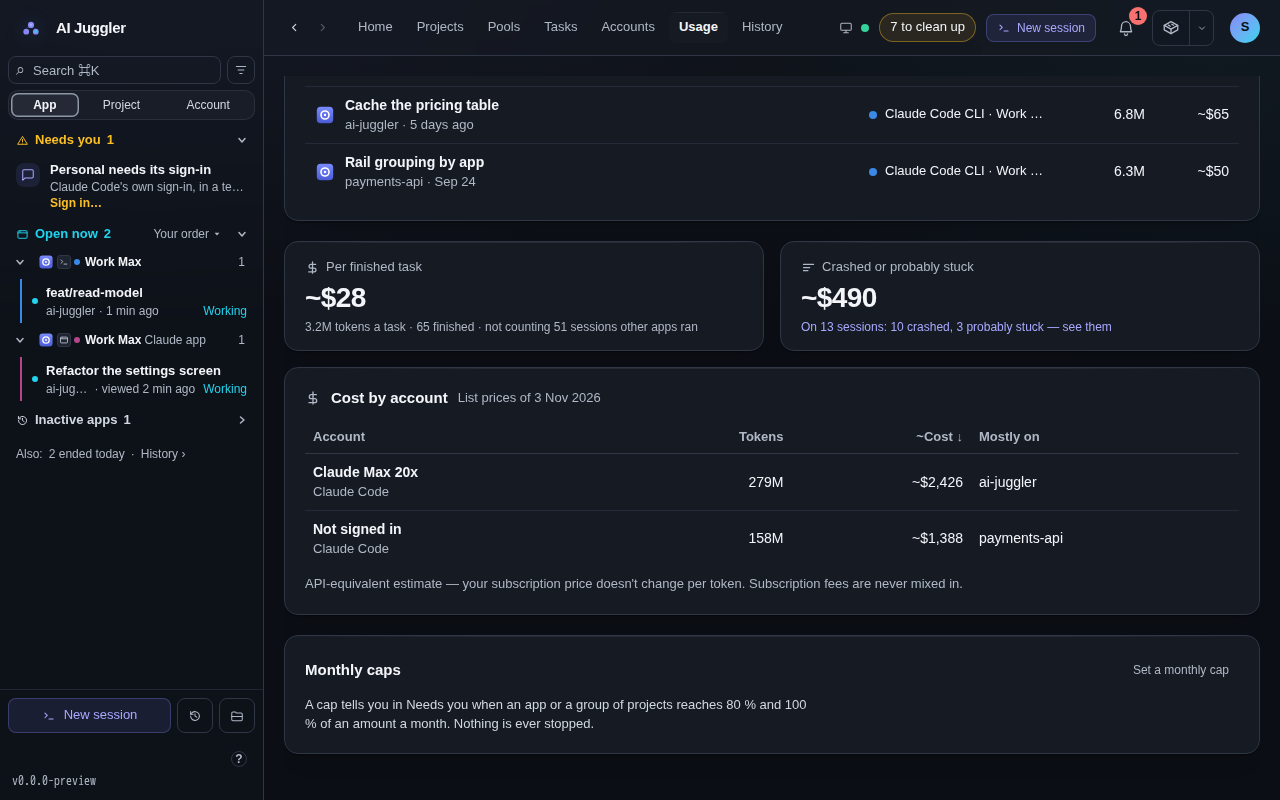 AI Juggler
Search ⌘K
App
Project
Account
Needs you 1
Personal needs its sign-in
Claude Code's own sign-in, in a te…
Sign in…
Open now 2
Your order
Work Max
1
feat/read-model
ai-juggler · 1 min ago
Working
Work Max Claude app
1
Refactor the settings screen
ai-jug… · viewed 2 min ago
Working
Inactive apps 1
Also: 2 ended today · History ›
New session
?
v0.0.0-preview
Home
Projects
Pools
Tasks
Accounts
Usage
History
7 to clean up
New session
1
S
Cache the pricing table
ai-juggler · 5 days ago
Claude Code CLI · Work …
6.8M
~$65
Rail grouping by app
payments-api · Sep 24
Claude Code CLI · Work …
6.3M
~$50
Per finished task
~$28
3.2M tokens a task · 65 finished · not counting 51 sessions other apps ran
Crashed or probably stuck
~$490
On 13 sessions: 10 crashed, 3 probably stuck — see them
Cost by account List prices of 3 Nov 2026
Account
Tokens
~Cost ↓
Mostly on
Claude Max 20x
Claude Code
279M
~$2,426
ai-juggler
Not signed in
Claude Code
158M
~$1,388
payments-api
API-equivalent estimate — your subscription price doesn't change per token. Subscription fees are never mixed in.
Monthly caps
Set a monthly cap
A cap tells you in Needs you when an app or a group of projects reaches 80 % and 100
% of an amount a month. Nothing is ever stopped.